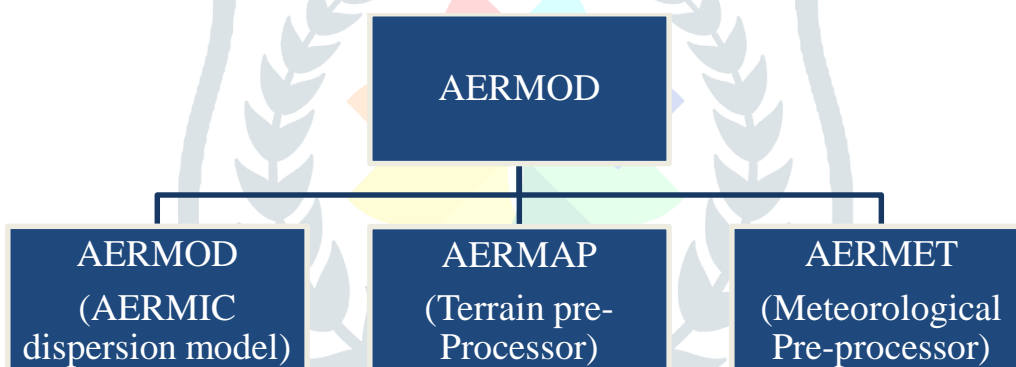 AERMOD
AERMOD
(AERMIC
dispersion model)
AERMAP
(Terrain pre-
Processor)
AERMET
(Meteorological
Pre-processor)